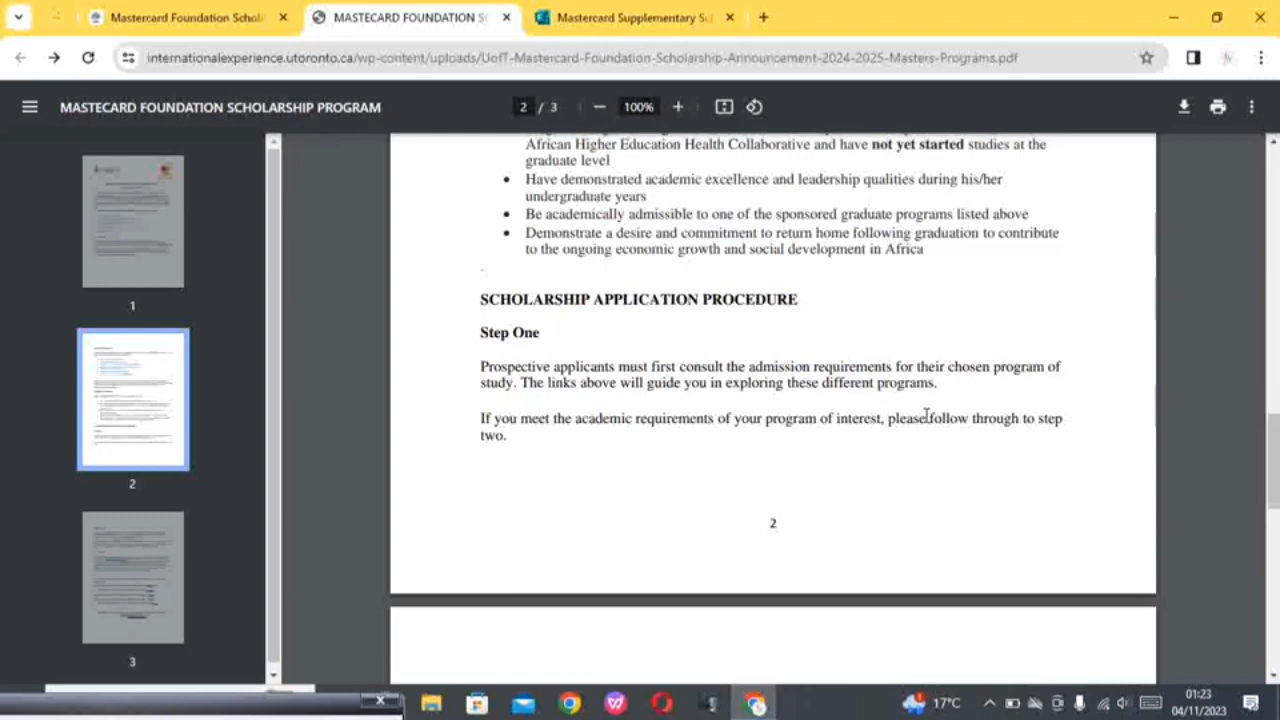 Mastercard Foundation Schol
MASTECARD FOUNDATION SC
Mastercard Supplementary Sc
internationalexperience.utoronto.ca/wp-content/uploads/UofT-Mastercard-Foundation-Scholarship-Announcement-2024-2025-Masters-Programs.pdf
MASTECARD FOUNDATION SCHOLARSHIP PROGRAM
2 / 3
100%
African Higher Education Health Collaborative and have not yet started studies at the
graduate level
• Have demonstrated academic excellence and leadership qualities during his/her
undergraduate years
• Be academically admissible to one of the sponsored graduate programs listed above
• Demonstrate a desire and commitment to return home following graduation to contribute
to the ongoing economic growth and social development in Africa
SCHOLARSHIP APPLICATION PROCEDURE
Step One
Prospective applicants must first consult the admission requirements for their chosen program of
study. The links above will guide you in exploring these different programs.
If you meet the academic requirements of your program of interest, please follow through to step
two.
2
1
2
3
17°C
01:23
04/11/2023